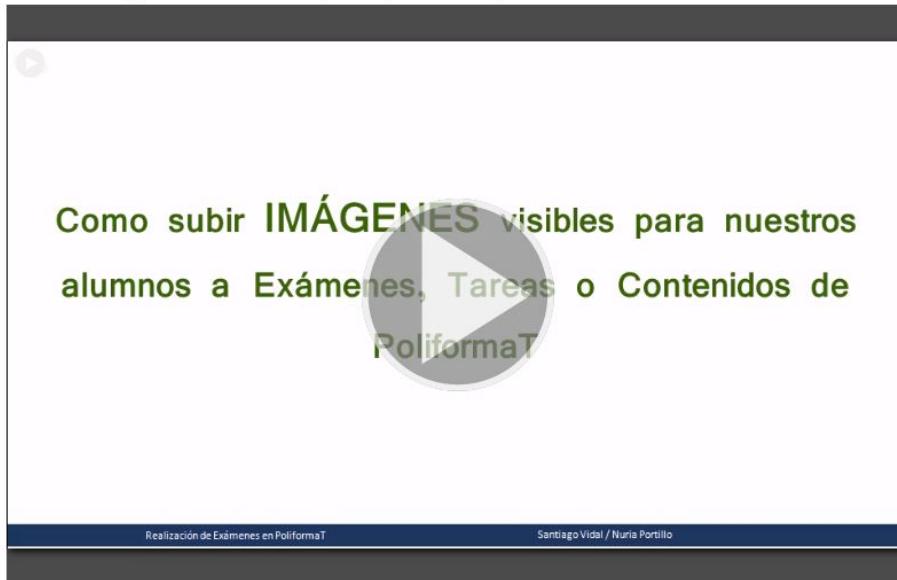 Como subir IMÁGENES visibles para nuestros
alumnos a Exámenes, Tareas o Contenidos de
PoliformaT
Realización de Exámenes en PoliformaT
Santiago Vidal / Nuria Portillo